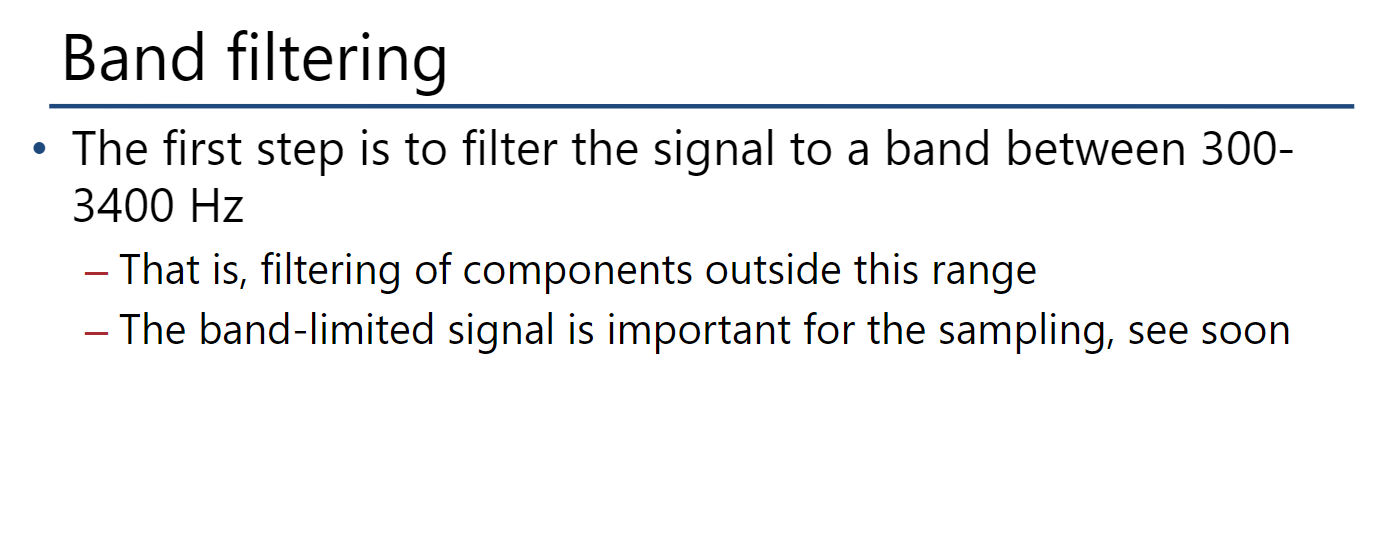 Band filtering
• The first step is to filter the signal to a band between 300-
3400 Hz
– That is, filtering of components outside this range
– The band-limited signal is important for the sampling, see soon